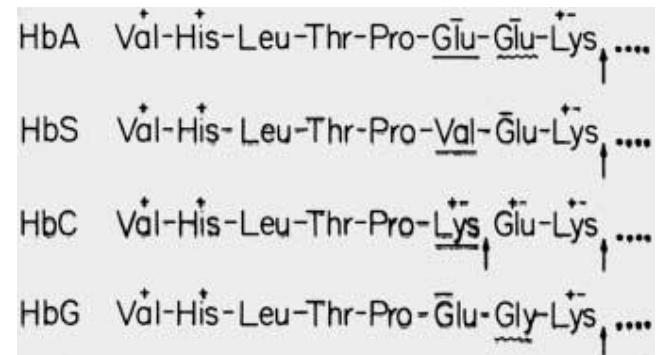 HbA Val-His-Leu-Thr-Pro-Glu-Glu-Lys ....
HbS Val-His-Leu-Thr-Pro-Val-Glu-Lys ....
HbC Val-His-Leu-Thr-Pro-Lys Glu-Lys ....
HbG Val-His-Leu-Thr-Pro-Glu-Gly-Lys ....